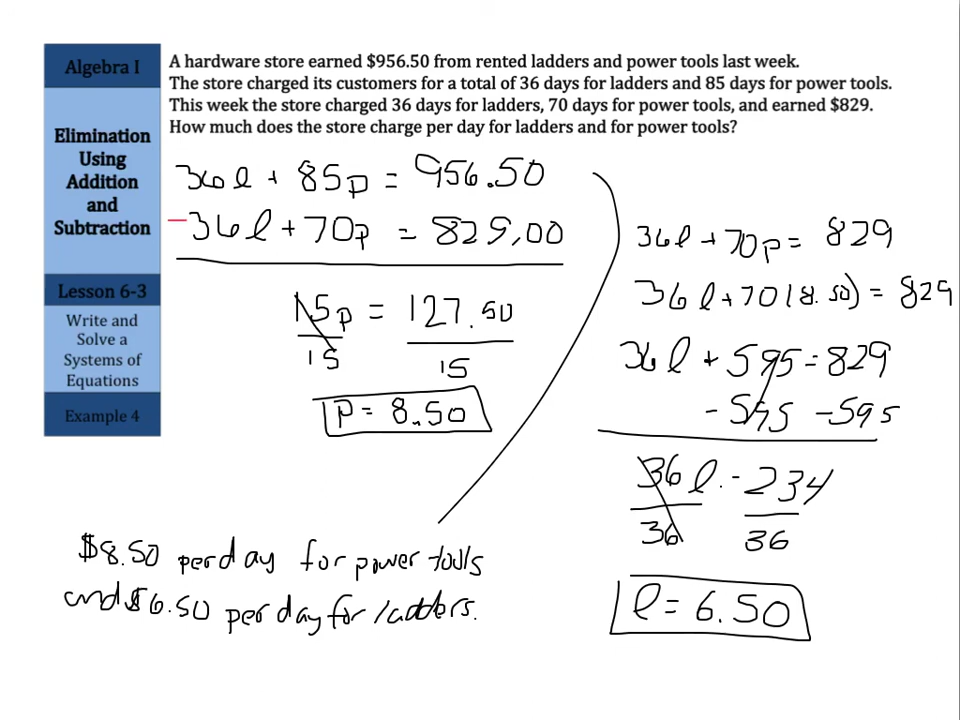 Algebra I
Elimination
Using
Addition
and
Subtraction
Lesson 6-3
Write and
Solve a
Systems of
Equations
Example 4
A hardware store earned $956.50 from rented ladders and power tools last week.
The store charged its customers for a total of 36 days for ladders and 85 days for power tools.
This week the store charged 36 days for ladders, 70 days for power tools, and earned $829.
How much does the store charge per day for ladders and for power tools?
36l + 85p = 956.50
-36l + 70p = 829.00
15p = 127.50
15 15
p = 8.50
$8.50 per day for power tools
and $6.50 per day for ladders.
36l + 70p = 829
36l + 70(8.50) = 829
36l + 595 = 829
- 595 -595
36l = 234
36 36
l = 6.50